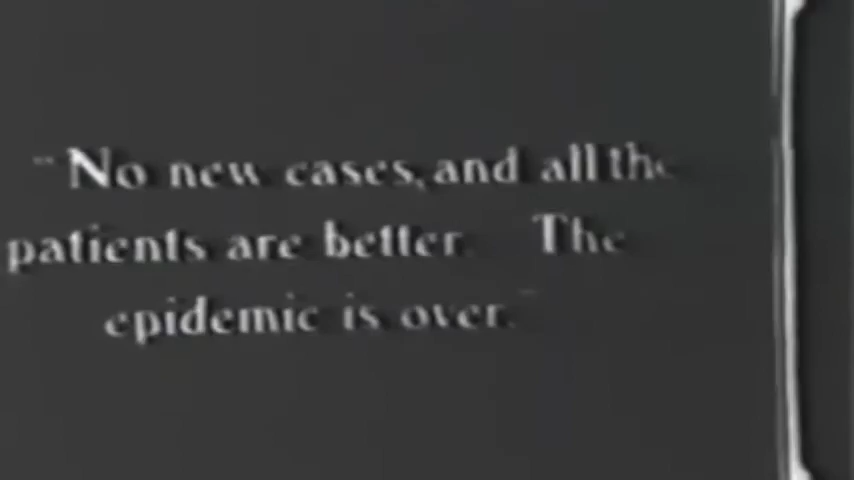 "No new cases, and all the
patients are better. The
epidemic is over."